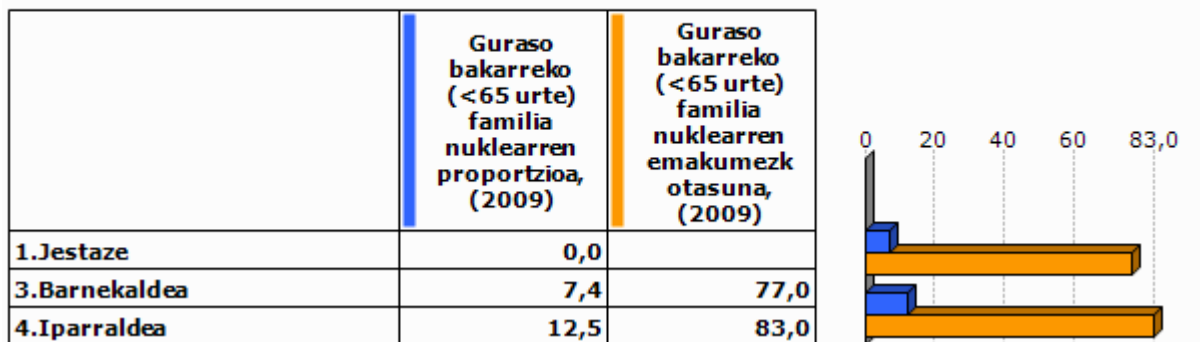 Guraso
bakarreko
(<65 urte)
familia
nuklearren
proportzioa,
(2009)
Guraso
bakarreko
(<65 urte)
familia
nuklearren
emakumezk
otasuna,
(2009)
0 20 40 60 83,0
1.Jestaze 0,0
3.Barnekaldea 7,4 77,0
4.Iparraldea 12,5 83,0